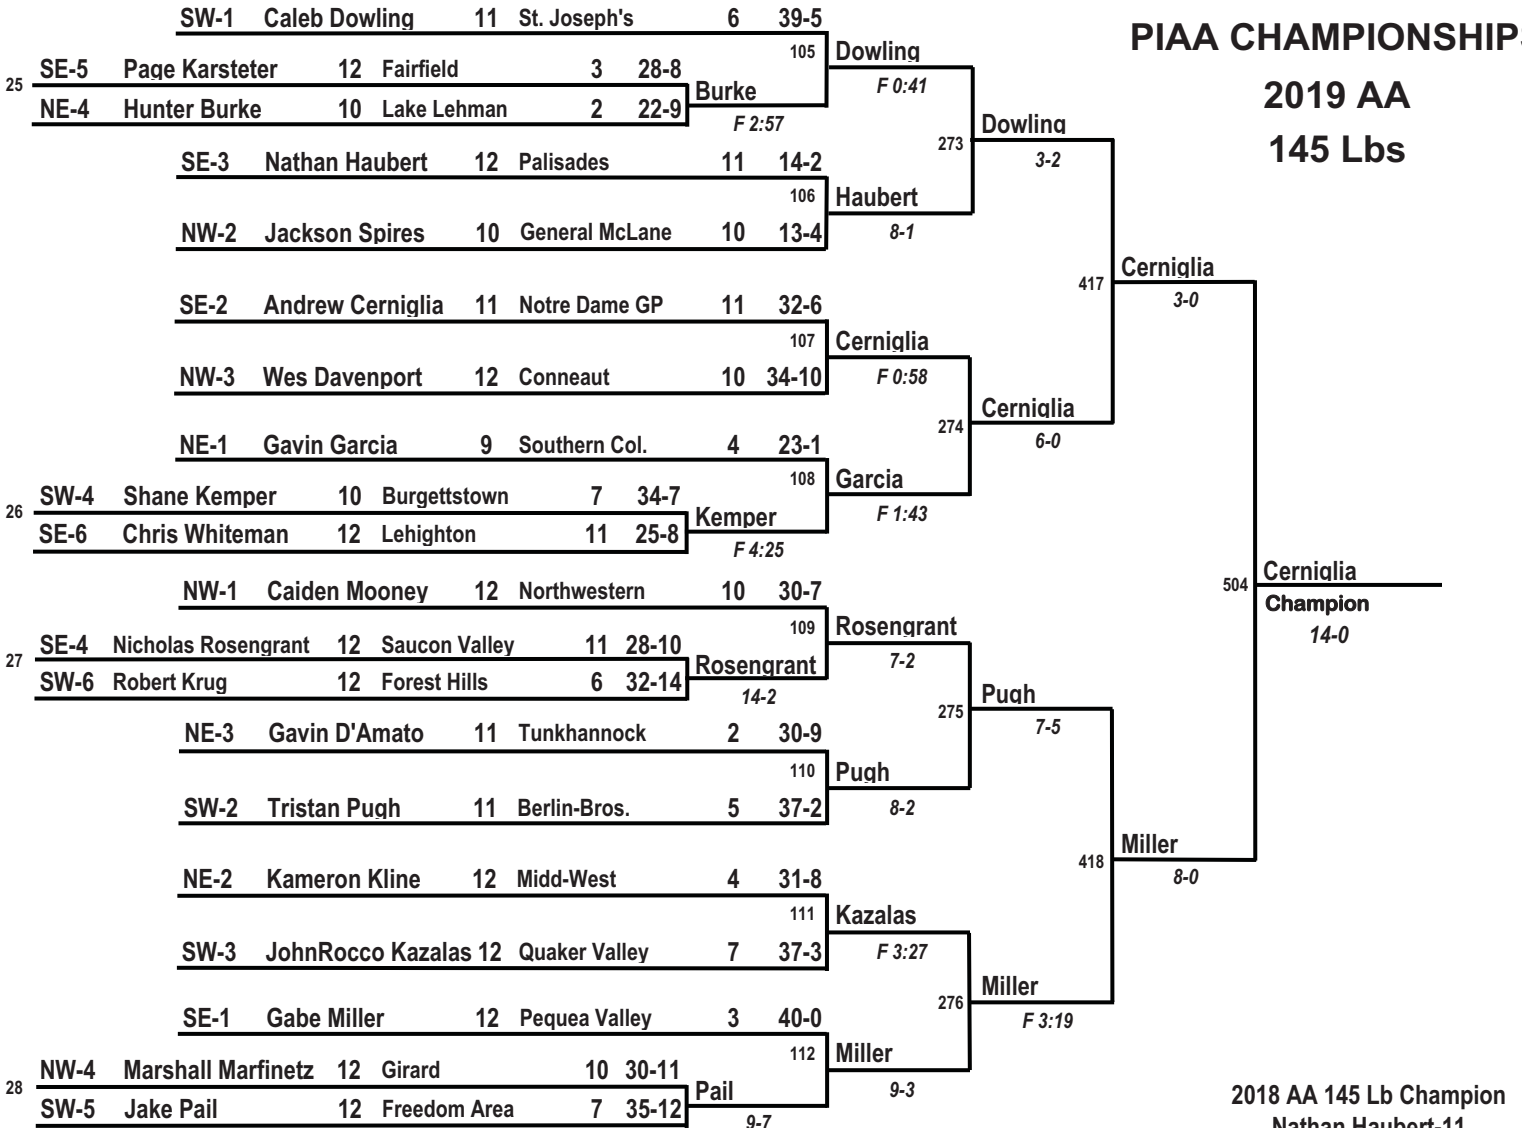 PIAA CHAMPIONSHIPS
2019 AA
145 Lbs
SW-1 Caleb Dowling 11 St. Joseph's 6 39-5
105 Dowling
F 0:41
25
SE-5 Page Karsteter 12 Fairfield 3 28-8
NE-4 Hunter Burke 10 Lake Lehman 2 22-9
Burke
F 2:57
273 Dowling
3-2
SE-3 Nathan Haubert 12 Palisades 11 14-2
106 Haubert
8-1
NW-2 Jackson Spires 10 General McLane 10 13-4
417 Cerniglia
3-0
SE-2 Andrew Cerniglia 11 Notre Dame GP 11 32-6
107 Cerniglia
F 0:58
NW-3 Wes Davenport 12 Conneaut 10 34-10
274 Cerniglia
6-0
NE-1 Gavin Garcia 9 Southern Col. 4 23-1
108 Garcia
F 1:43
26
SW-4 Shane Kemper 10 Burgettstown 7 34-7
SE-6 Chris Whiteman 12 Lehighton 11 25-8
Kemper
F 4:25
504 Cerniglia
Champion
14-0
NW-1 Caiden Mooney 12 Northwestern 10 30-7
109 Rosengrant
7-2
27
SE-4 Nicholas Rosengrant 12 Saucon Valley 11 28-10
SW-6 Robert Krug 12 Forest Hills 6 32-14
Rosengrant
14-2
275 Pugh
7-5
NE-3 Gavin D'Amato 11 Tunkhannock 2 30-9
110 Pugh
8-2
SW-2 Tristan Pugh 11 Berlin-Bros. 5 37-2
418 Miller
8-0
NE-2 Kameron Kline 12 Midd-West 4 31-8
111 Kazalas
F 3:27
SW-3 JohnRocco Kazalas 12 Quaker Valley 7 37-3
276 Miller
F 3:19
SE-1 Gabe Miller 12 Pequea Valley 3 40-0
112 Miller
9-3
28
NW-4 Marshall Marfinetz 12 Girard 10 30-11
SW-5 Jake Pail 12 Freedom Area 7 35-12
Pail
9-7
2018 AA 145 Lb Champion
Nathan Haubert-11